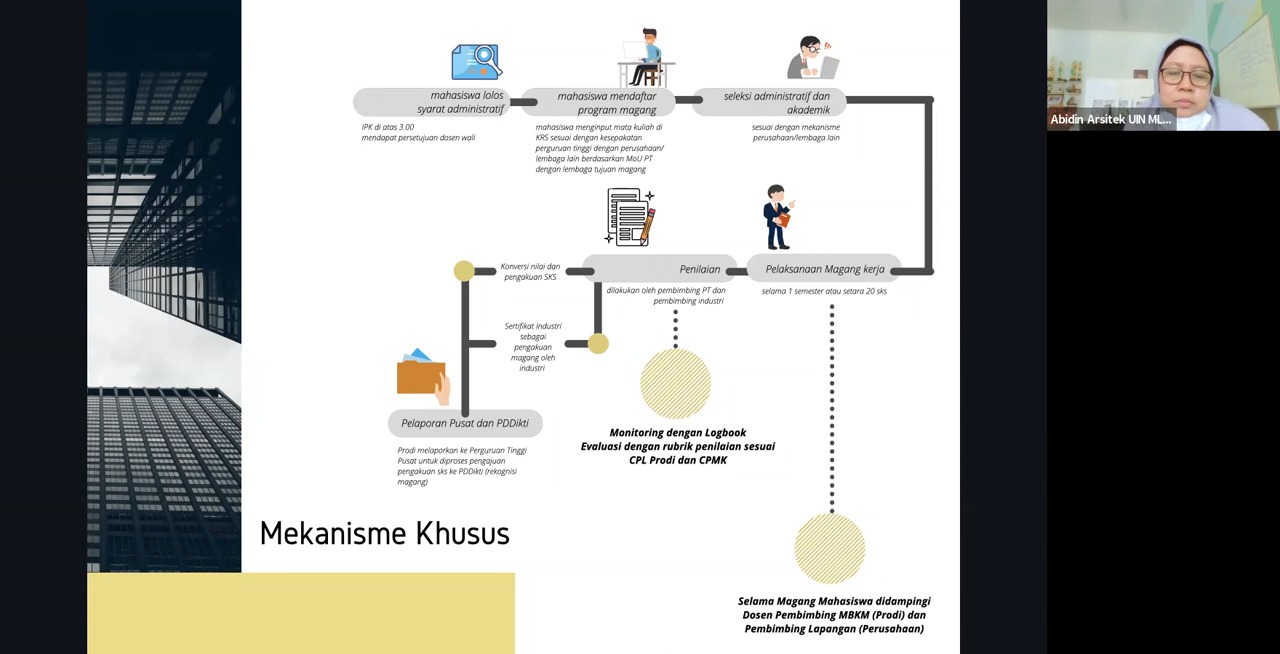 mahasiswa lolos
syarat administratif
IPK di atas 3.00
mendapat persetujuan dosen wali
mahasiswa mendaftar
program magang
mahasiswa menginput mata kuliah di
KRS sesuai dengan kesepakatan
perguruan tinggi dengan perusahaan/
lembaga lain berdasarkan MoU PT
dengan lembaga tujuan magang
seleksi administratif dan
akademik
sesuai dengan mekanisme
perusahaan/lembaga lain
Abidin Arsitek UIN ML...
Pelaksanaan Magang kerja
selama 1 semester atau setara 20 sks
Penilaian
dilakukan oleh pembimbing PT dan
pembimbing industri
Konversi nilai dan
pengakuan SKS
Sertifikat Industri
sebagai
pengakuan
magang oleh
industri
Pelaporan Pusat dan PDDikti
Prodi melaporkan ke Perguruan Tinggi
Pusat untuk diproses pengajuan
pengakuan sks ke PDDikti (rekognisi
magang)
Monitoring dengan Logbook
Evaluasi dengan rubrik penilaian sesuai
CPL Prodi dan CPMK
Mekanisme Khusus
Selama Magang Mahasiswa didampingi
Dosen Pembimbing MBKM (Prodi) dan
Pembimbing Lapangan (Perusahaan)